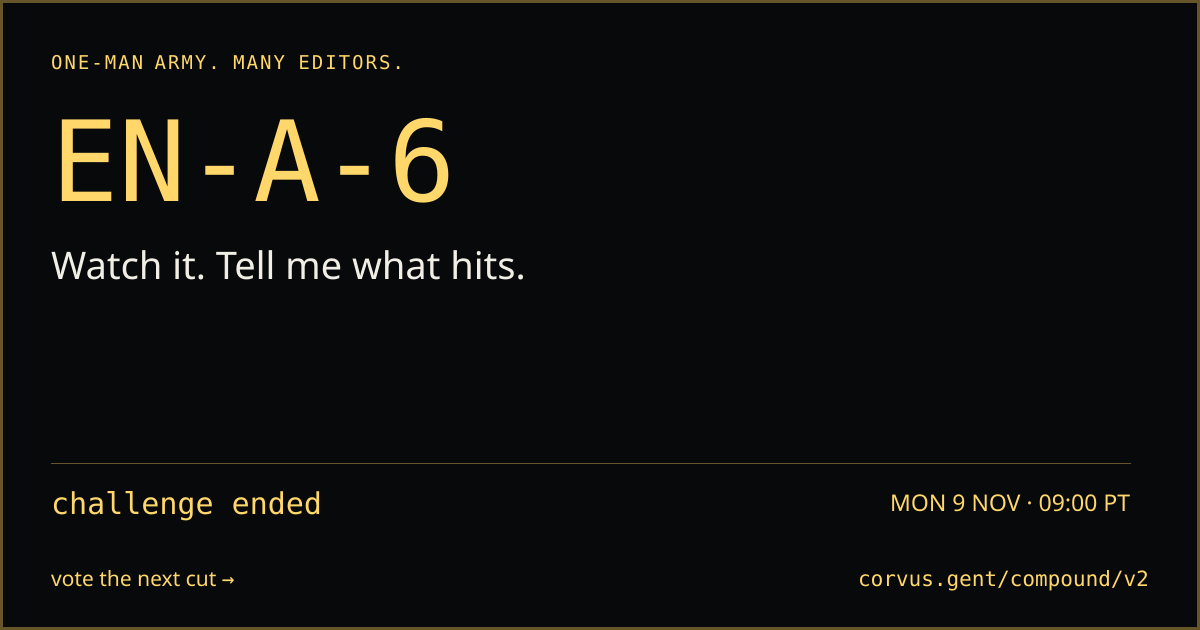 ONE-MAN ARMY. MANY EDITORS.
EN-A-6
Watch it. Tell me what hits.
challenge ended
MON 9 NOV · 09:00 PT
vote the next cut →
corvus.gent/compound/v2